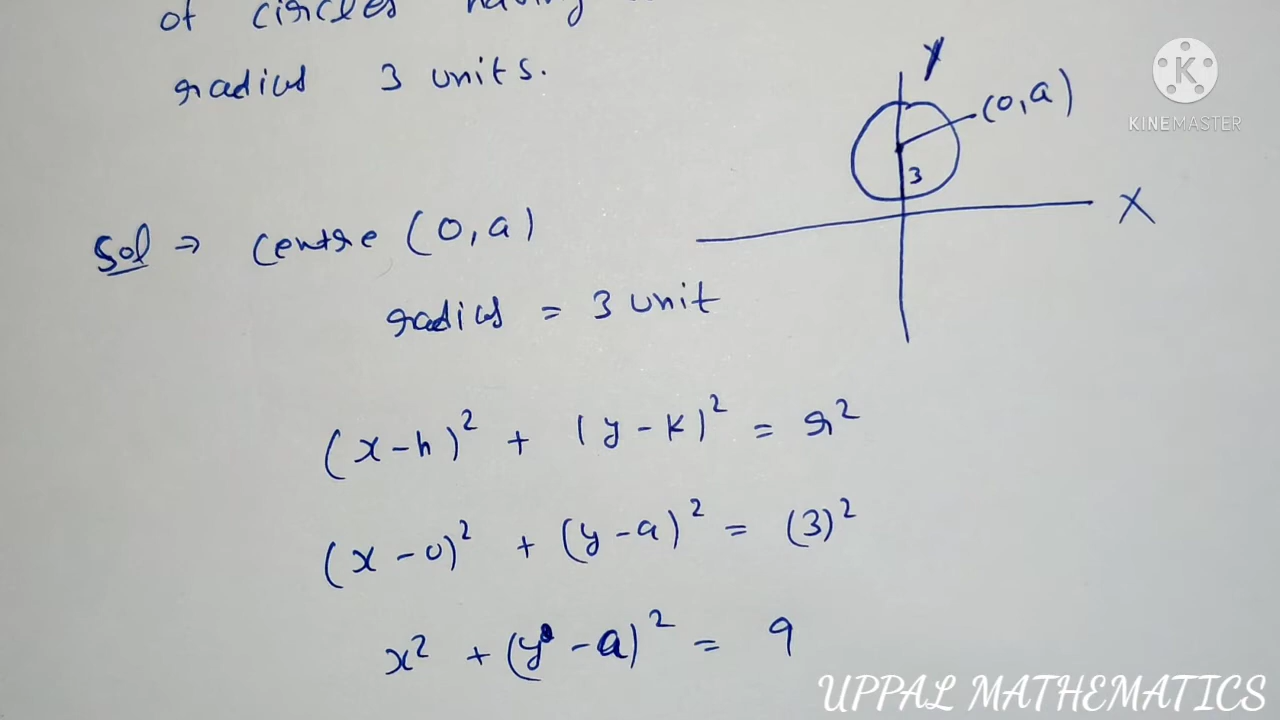 of circles having
radius 3 units.
Y
(0, a)
3
X
KINEMASTER
Sol ⇒ centre (0, a)
radius = 3 unit
(x-h)² + (y-k)² = r²
(x-0)² + (y-a)² = (3)²
x² + (y-a)² = 9
UPPAL MATHEMATICS